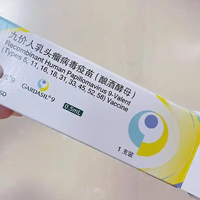 九价人乳头瘤病毒疫苗（酿酒酵母）
Recombinant Human Papillomavirus 9-Valent
(Types 6, 11, 16, 18, 31, 33, 45, 52, 58) Vaccine
GARDASIL 9
0.5mL
1 支装
SD